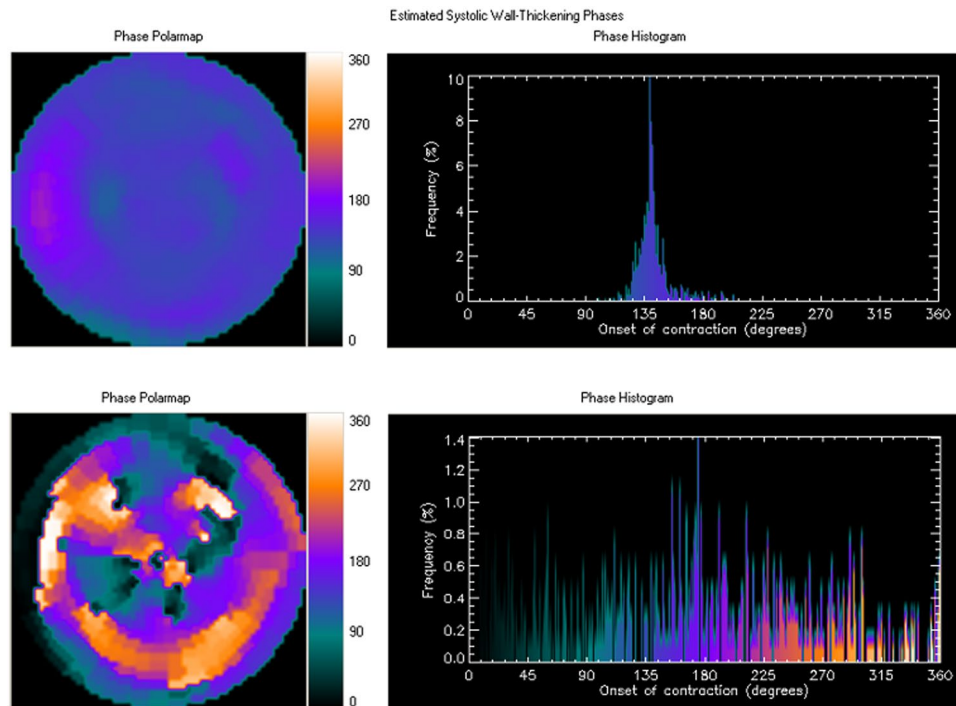 Estimated Systolic Wall-Thickening Phases
Phase Polarmap
Phase Histogram
360
270
180
90
0
Frequency (%)
10
8
6
4
2
0
0 45 90 135 180 225 270 315 360
Onset of contraction (degrees)
Phase Polarmap
Phase Histogram
360
270
180
90
0
Frequency (%)
1.4
1.2
1.0
0.8
0.6
0.4
0.2
0.0
0 45 90 135 180 225 270 315 360
Onset of contraction (degrees)